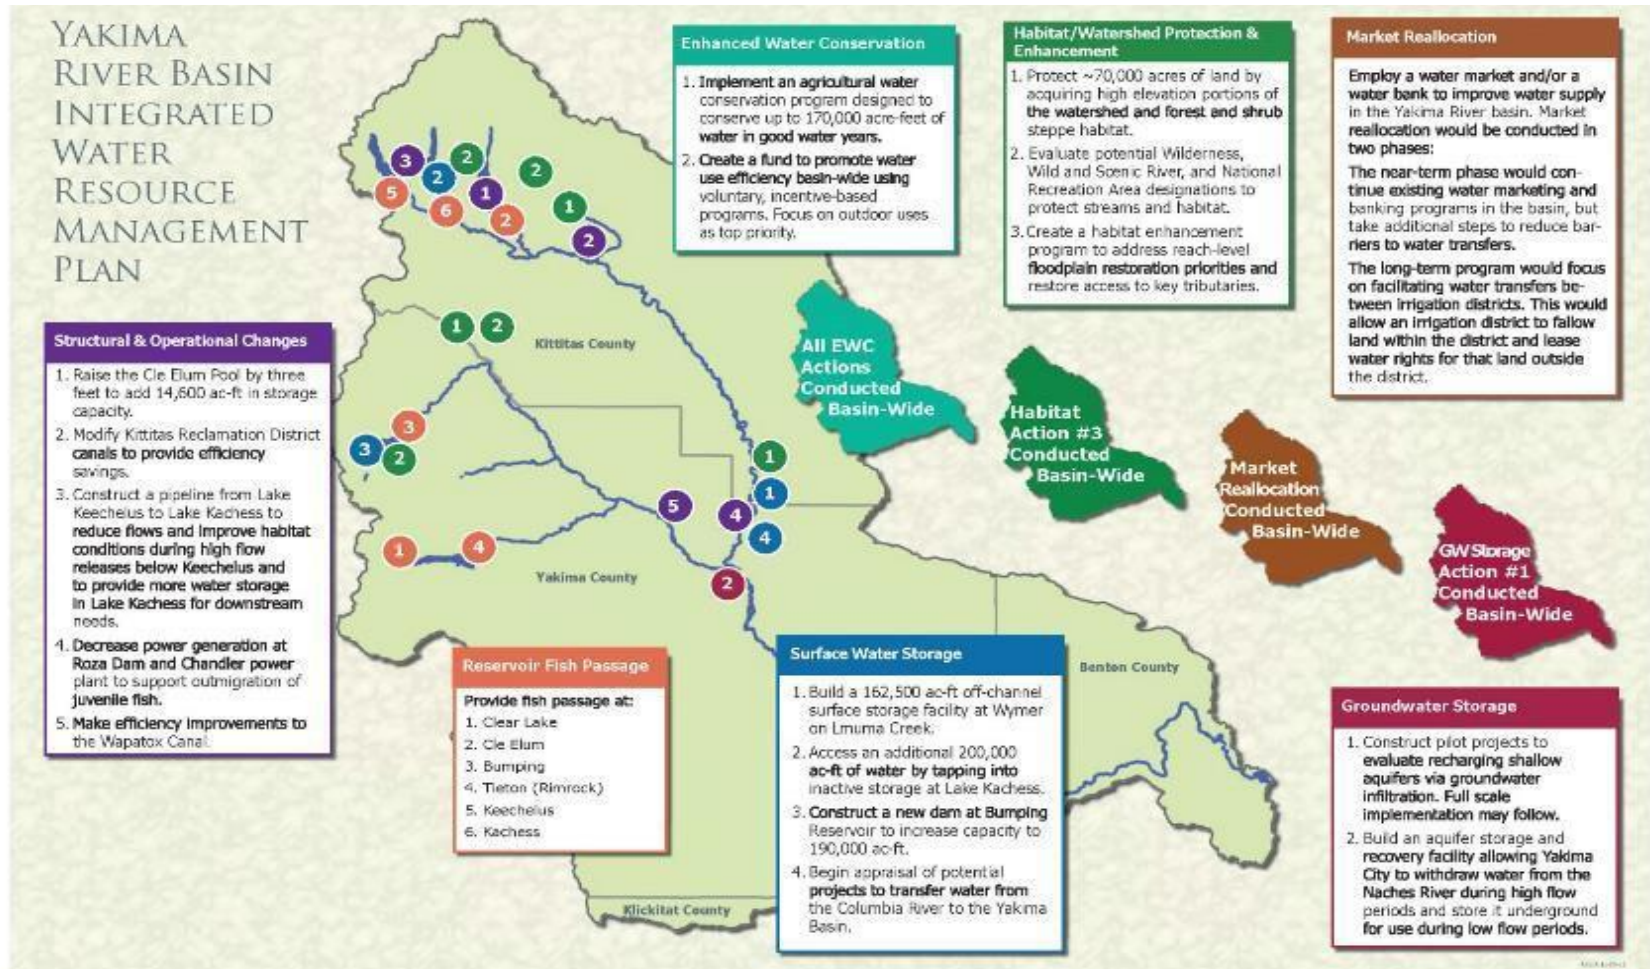 YAKIMA
RIVER BASIN
INTEGRATED
WATER
RESOURCE
MANAGEMENT
PLAN
Structural & Operational Changes
1. Raise the Cle Elum Pool by three
feet to add 14,600 ac-ft in storage
capacity.
2. Modify Kittitas Reclamation District
canals to provide efficiency
savings.
3. Construct a pipeline from Lake
Keechelus to Lake Kachess to
reduce flows and improve habitat
conditions during high flow
releases below Keechelus and
to provide more water storage
in Lake Kachess for downstream
needs.
4. Decrease power generation at
Roza Dam and Chandler power
plant to support outmigration of
juvenile fish.
5. Make efficiency improvements to
the Wapatox Canal.
Enhanced Water Conservation
1. Implement an agricultural water
conservation program designed to
conserve up to 170,000 acre-feet of
water in good water years.
2. Create a fund to promote water
use efficiency basin-wide using
voluntary, incentive-based
programs. Focus on outdoor uses
as top priority.
Habitat/Watershed Protection &
Enhancement
1. Protect ~70,000 acres of land by
acquiring high elevation portions of
the watershed and forest and shrub
steppe habitat.
2. Evaluate potential Wilderness,
Wild and Scenic River, and National
Recreation Area designations to
protect streams and habitat.
3. Create a habitat enhancement
program to address reach-level
floodplain restoration priorities and
restore access to key tributaries.
Market Reallocation
Employ a water market and/or a
water bank to improve water supply
in the Yakima River basin. Market
reallocation would be conducted in
two phases:
The near-term phase would con-
tinue existing water marketing and
banking programs in the basin, but
take additional steps to reduce bar-
riers to water transfers.
The long-term program would focus
on facilitating water transfers be-
tween irrigation districts. This would
allow an irrigation district to fallow
land within the district and lease
water rights for that land outside
the district.
3
2
2
2
5
6
1
2
1
2
1
2
Kittitas County
3
3
2
1
1
5
4
4
1
4
2
Yakima County
Benton County
Klickitat County
All EWC
Actions
Conducted
Basin-Wide
Habitat
Action #3
Conducted
Basin-Wide
Market
Reallocation
Conducted
Basin-Wide
GW Storage
Action #1
Conducted
Basin-Wide
Reservoir Fish Passage
Provide fish passage at:
1. Clear Lake
2. Cle Elum
3. Bumping
4. Tieton (Rimrock)
5. Keechelus
6. Kachess
Surface Water Storage
1. Build a 162,500 ac-ft off-channel
surface storage facility at Wymer
on Lmuma Creek.
2. Access an additional 200,000
ac-ft of water by tapping into
inactive storage at Lake Kachess.
3. Construct a new dam at Bumping
Reservoir to increase capacity to
190,000 ac-ft.
4. Begin appraisal of potential
projects to transfer water from
the Columbia River to the Yakima
Basin.
Groundwater Storage
1. Construct pilot projects to
evaluate recharging shallow
aquifers via groundwater
infiltration. Full scale
implementation may follow.
2. Build an aquifer storage and
recovery facility allowing Yakima
City to withdraw water from the
Naches River during high flow
periods and store it underground
for use during low flow periods.